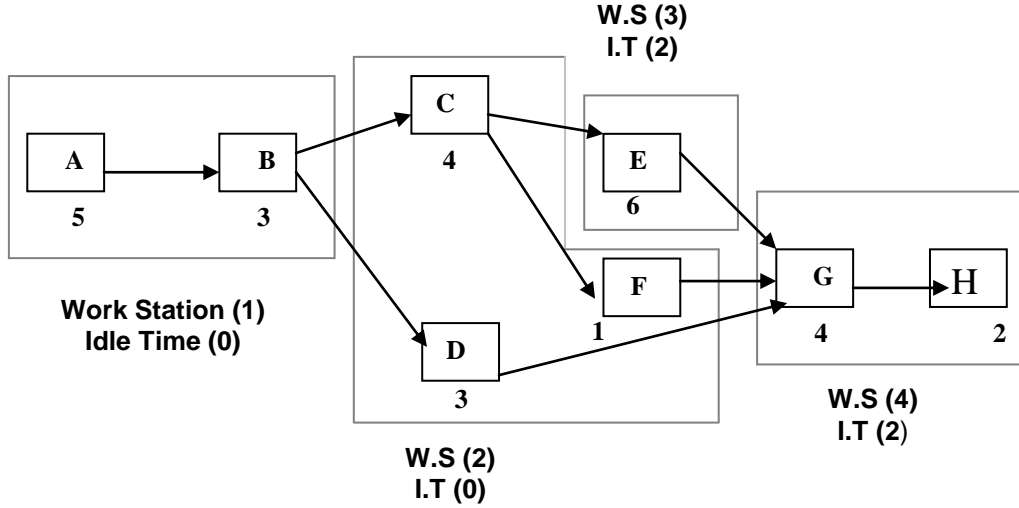 W.S (3)
I.T (2)
C
4
A
5
B
3
E
6
Work Station (1)
Idle Time (0)
F
1
D
3
G
4
H
2
W.S (4)
I.T (2)
W.S (2)
I.T (0)